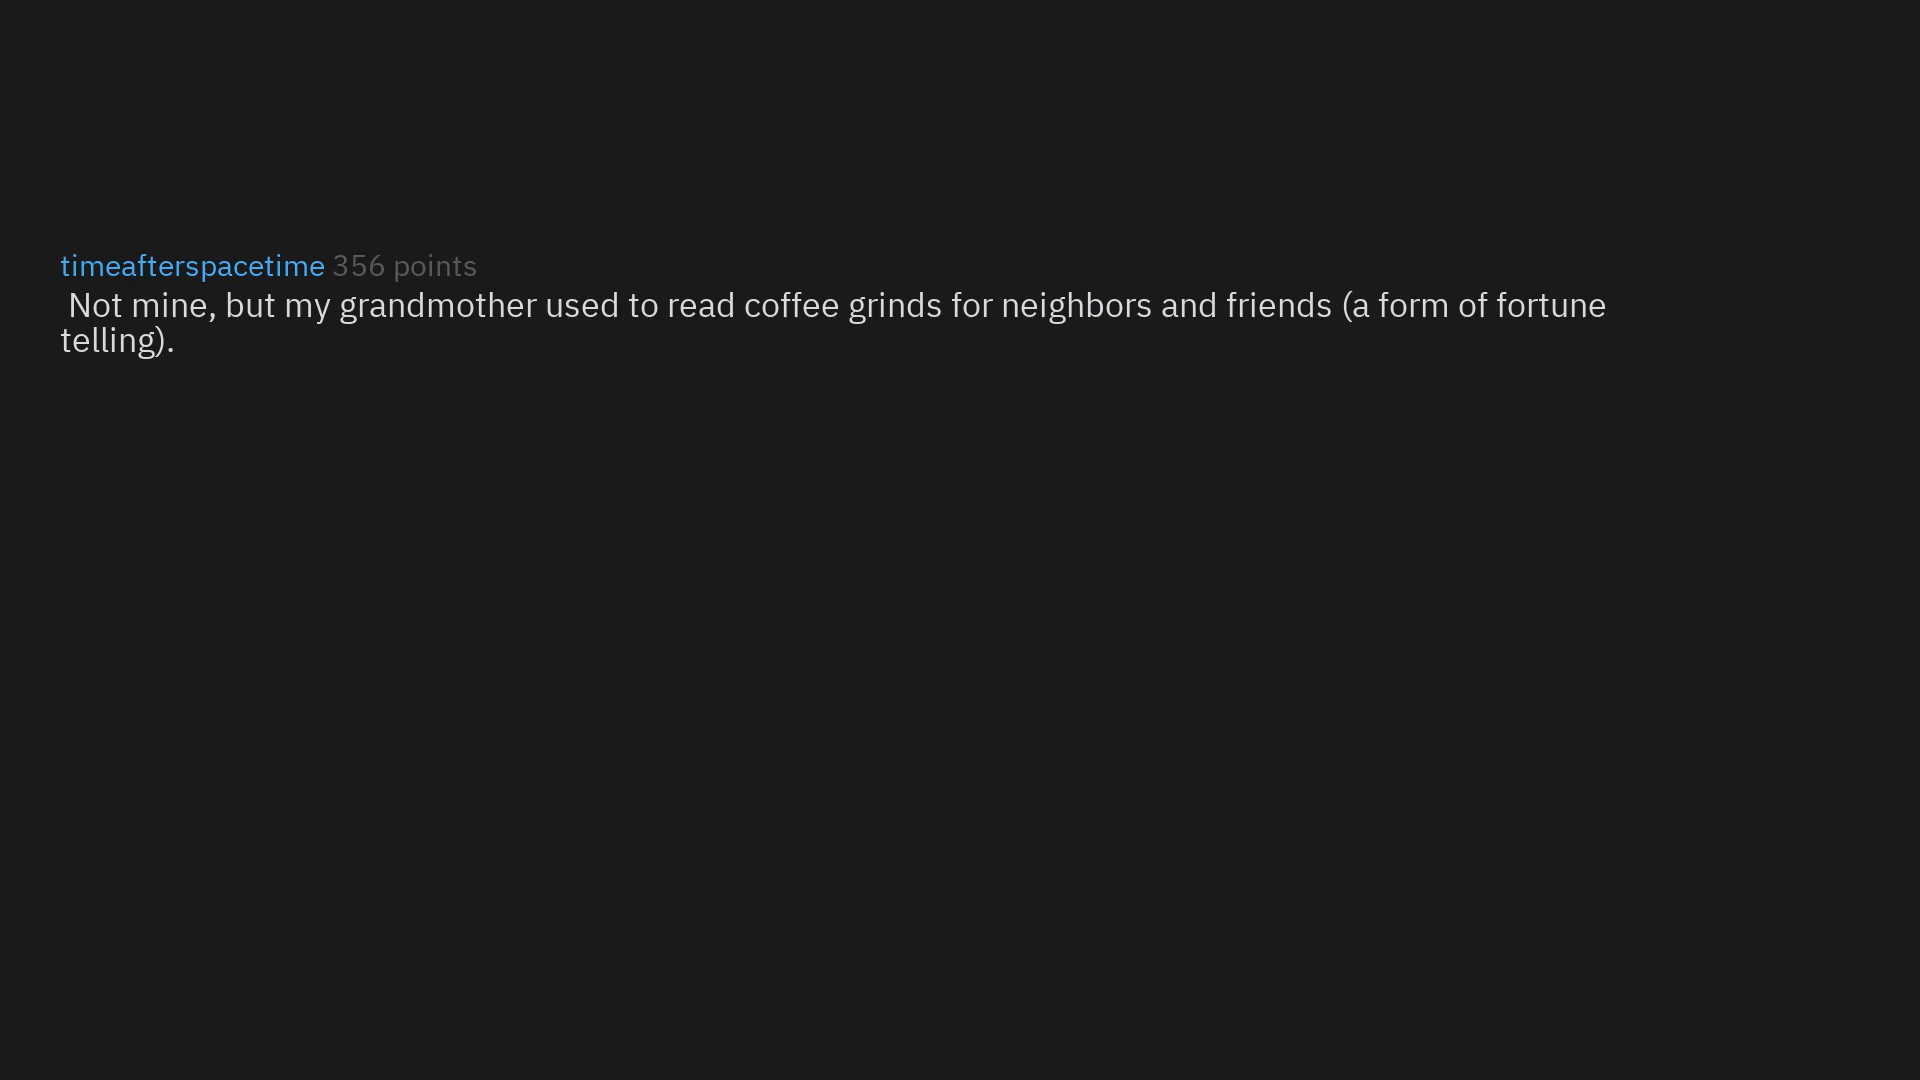 timeafterspacetime 356 points
Not mine, but my grandmother used to read coffee grinds for neighbors and friends (a form of fortune
telling).